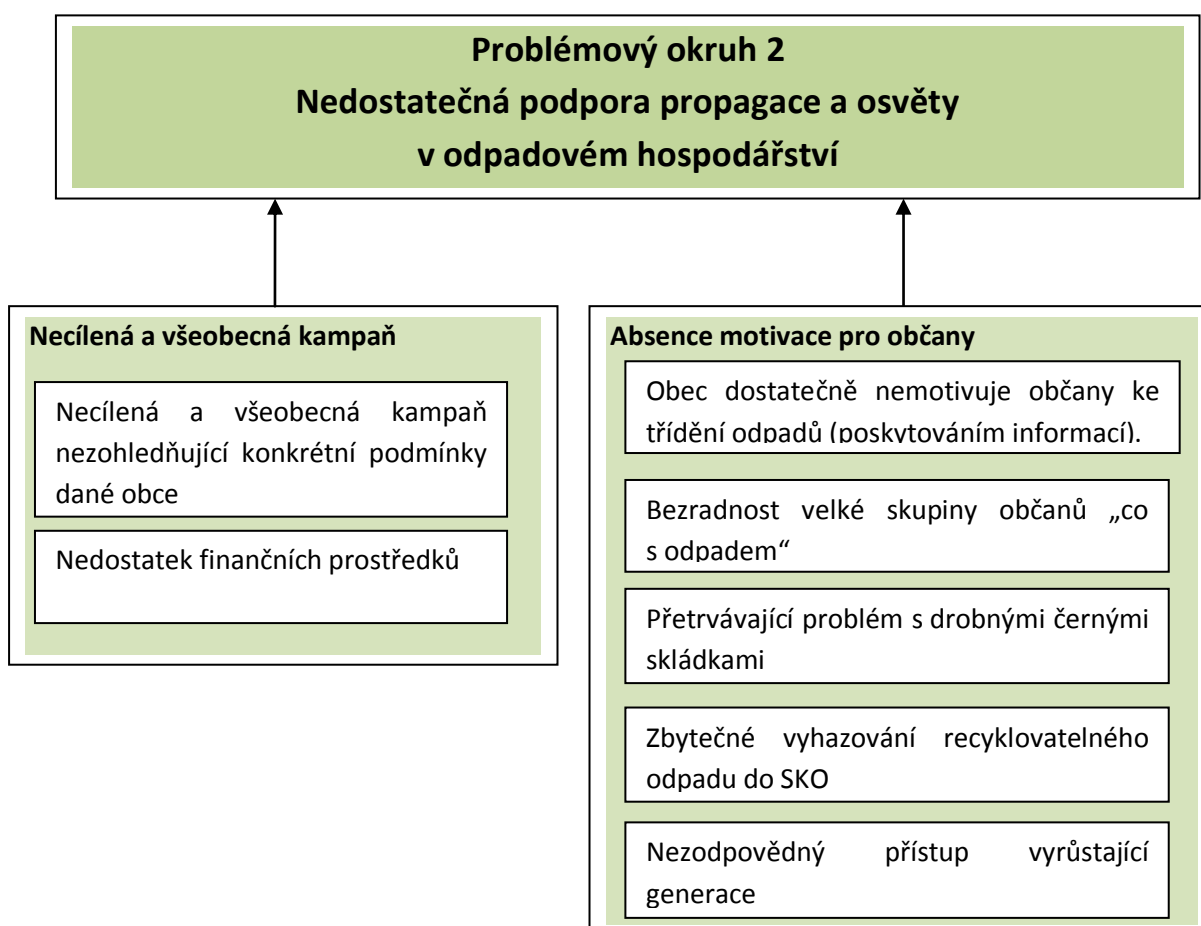 Problémový okruh 2
Nedostatečná podpora propagace a osvěty
v odpadovém hospodářství
Necílená a všeobecná kampaň
Necílená a všeobecná kampaň
nezohledňující konkrétní podmínky
dané obce
Nedostatek finančních prostředků
Absence motivace pro občany
Obec dostatečně nemotivuje občany ke
třídění odpadů (poskytováním informací).
Bezradnost velké skupiny občanů „co
s odpadem“
Přetrvávající problém s drobnými černými
skládkami
Zbytečné vyhazování recyklovatelného
odpadu do SKO
Nezodpovědný přístup vyrůstající
generace